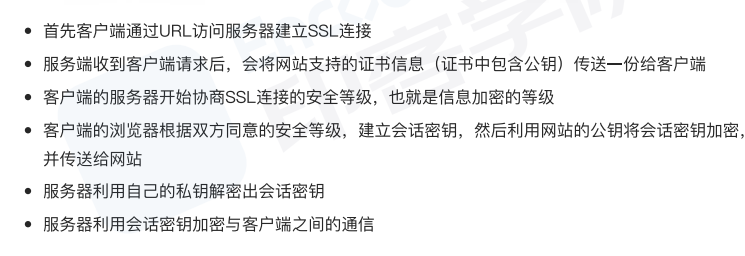 • 首先客户端通过URL访问服务器建立SSL连接
• 服务端收到客户端请求后，会将网站支持的证书信息（证书中包含公钥）传送一份给客户端
• 客户端的服务器开始协商SSL连接的安全等级，也就是信息加密的等级
• 客户端的浏览器根据双方同意的安全等级，建立会话密钥，然后利用网站的公钥将会话密钥加密，
并传送给网站
• 服务器利用自己的私钥解密出会话密钥
• 服务器利用会话密钥加密与客户端之间的通信